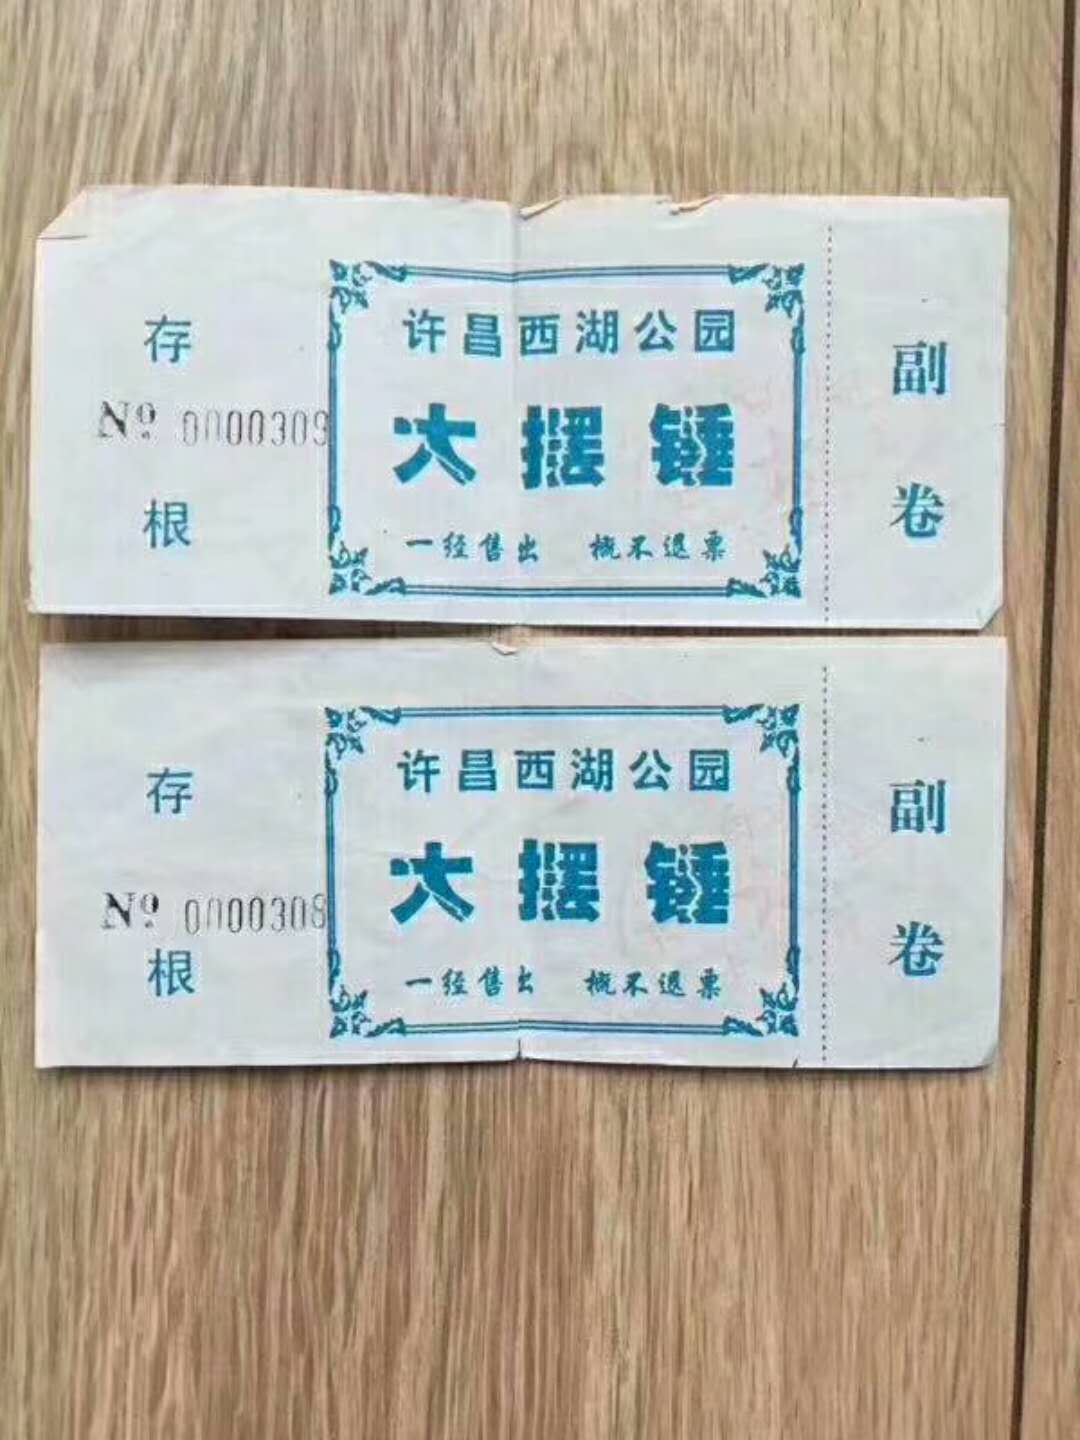 存
根
№ 0000309
许昌西湖公园
大摆锤
一经售出 概不退票
副
卷
存
根
№ 0000308
许昌西湖公园
大摆锤
一经售出 概不退票
副
卷